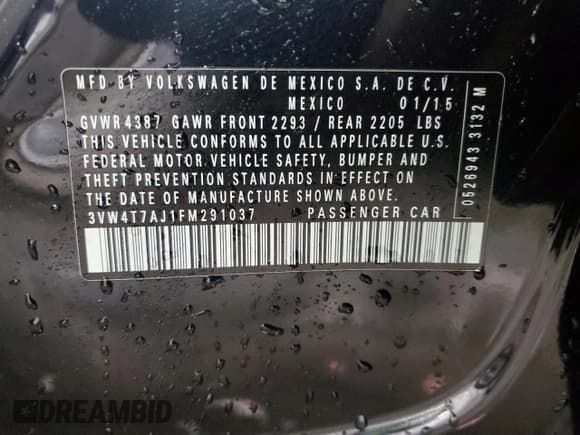 MFD BY VOLKSWAGEN DE MEXICO S.A. DE C.V.
MEXICO 01/15
GVWR 4387 GAWR FRONT 2293 / REAR 2205 LBS
THIS VEHICLE CONFORMS TO ALL APPLICABLE U.S.
FEDERAL MOTOR VEHICLE SAFETY, BUMPER AND
THEFT PREVENTION STANDARDS IN EFFECT ON
THE DATE OF MANUFACTURE SHOWN ABOVE.
3VW4T7AJ1FM291037 PASSENGER CAR
0526943 3132 M
DREAMBID